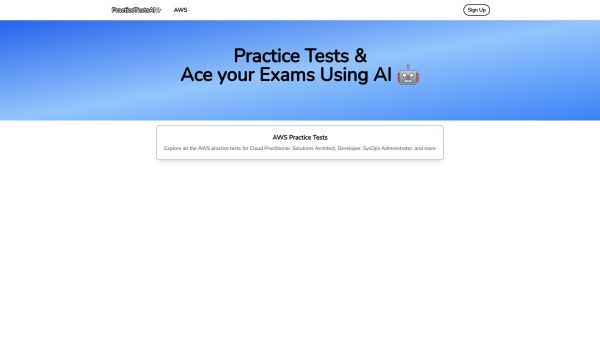 PracticeTestsAI
AWS
Sign Up
Practice Tests &
Ace your Exams Using AI 🤖
AWS Practice Tests
Explore all the AWS practice tests for Cloud Practitioner, Solutions Architect, Developer, SysOps Administrator, and more